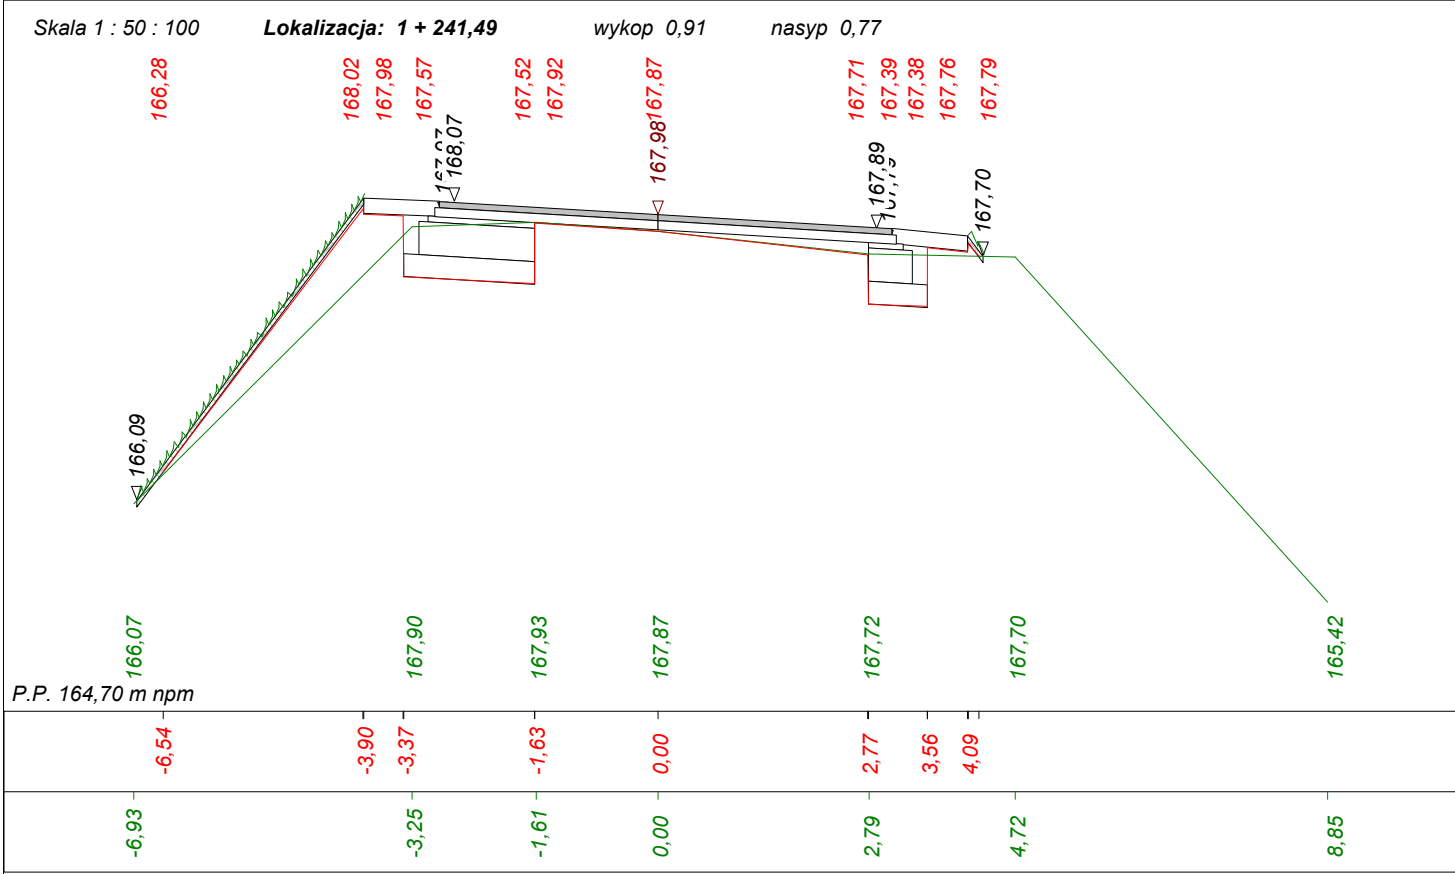 Skala 1 : 50 : 100 Lokalizacja: 1 + 241,49 wykop 0,91 nasyp 0,77
166,28 168,02 167,98 167,57 167,52 167,92 167,87 167,71 167,39 167,38 167,76 167,79
168,07 167,98 167,89 167,70
166,09
166,07 167,90 167,93 167,87 167,72 167,70 165,42
P.P. 164,70 m npm
-6,54 -3,90 -3,37 -1,63 0,00 2,77 3,56 4,09
-6,93 -3,25 -1,61 0,00 2,79 4,72 8,85